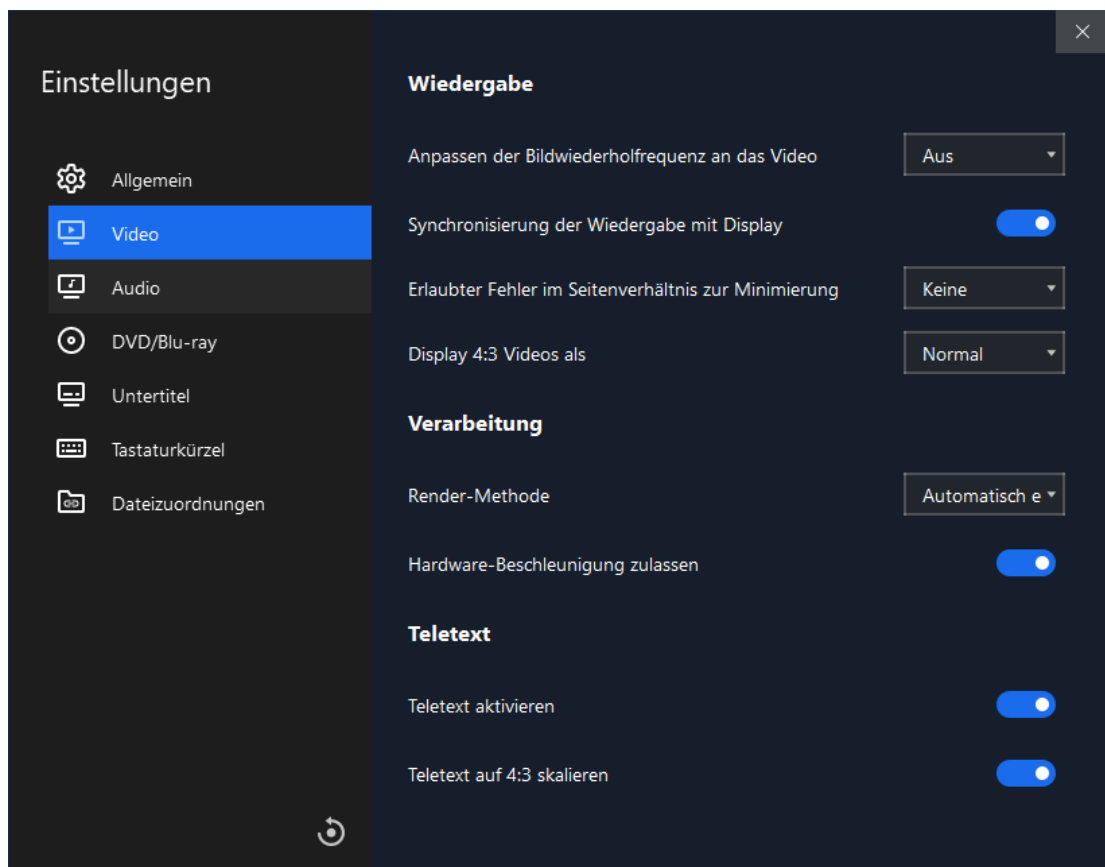 Einstellungen
Allgemein
Video
Audio
DVD/Blu-ray
Untertitel
Tastaturkürzel
Dateizuordnungen
Wiedergabe
Anpassen der Bildwiederholfrequenz an das Video Aus
Synchronisierung der Wiedergabe mit Display
Erlaubter Fehler im Seitenverhältnis zur Minimierung Keine
Display 4:3 Videos als Normal
Verarbeitung
Render-Methode Automatisch e
Hardware-Beschleunigung zulassen
Teletext
Teletext aktivieren
Teletext auf 4:3 skalieren